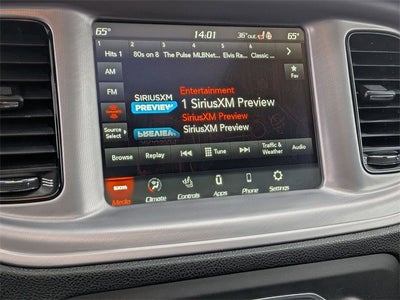 65° 14:01 36°out 65°
1 2 3 4 5 6
Hits 1 80s on 8 The Pulse MLBNet... Elvis Ra... Classic ...
AM
Fav
Entertainment
SIRIUSXM
PREVIEW
1 SiriusXM Preview
FM
SiriusXM Preview
PREVIEW
SiriusXM Preview
Source
Select
Browse Replay Tune Traffic &
Weather Audio
SXM
Media Climate Controls Apps Phone Settings